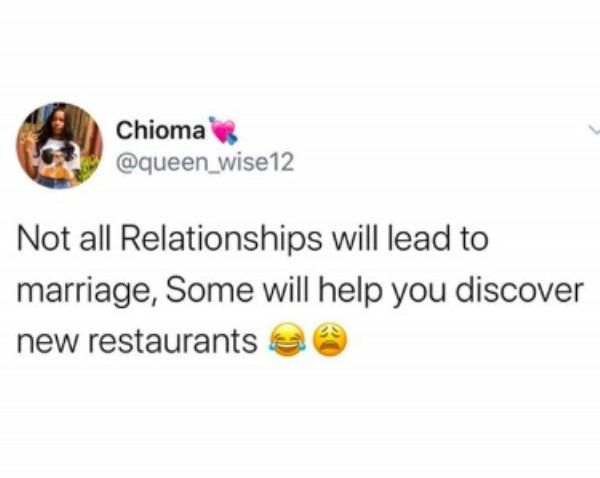 Chioma 💘
@queen_wise12
Not all Relationships will lead to
marriage, Some will help you discover
new restaurants 😂😩